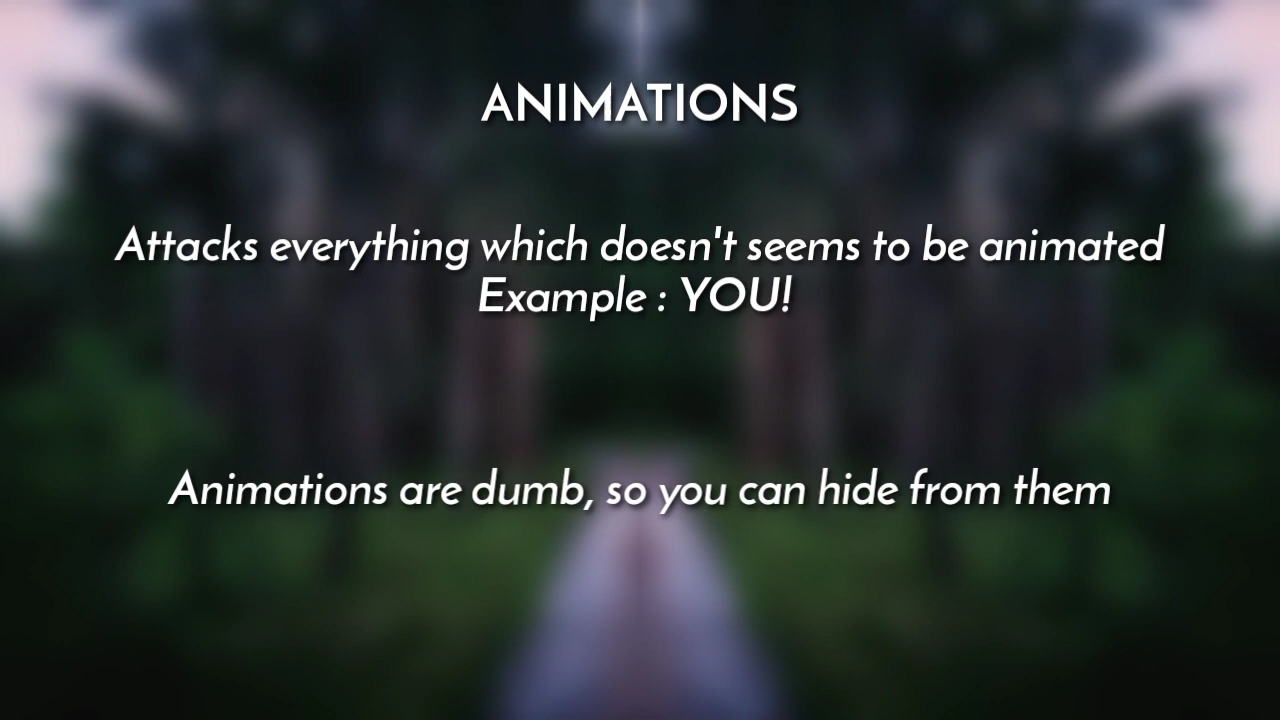 ANIMATIONS
Attacks everything which doesn't seems to be animated
Example : YOU!
Animations are dumb, so you can hide from them